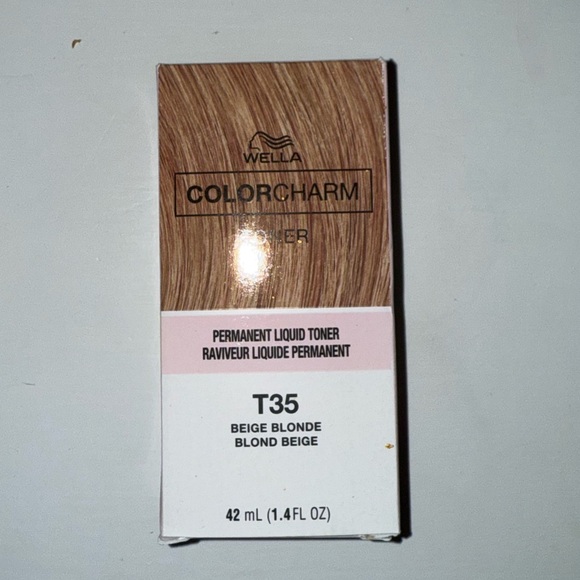 WELLA
COLORCHARM
PERMANENT LIQUID TONER
RAVIVEUR LIQUIDE PERMANENT
T35
BEIGE BLONDE
BLOND BEIGE
42 mL (1.4 FL OZ)